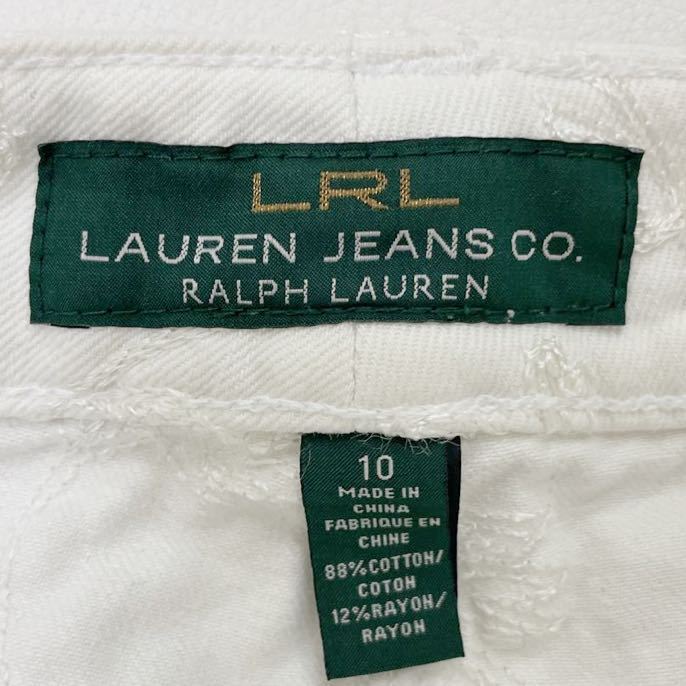 LRL
LAUREN JEANS CO.
RALPH LAUREN
10
MADE IN
CHINA
FABRIQUE EN
CHINE
88%COTTON/
COTON
12%RAYON/
RAYON